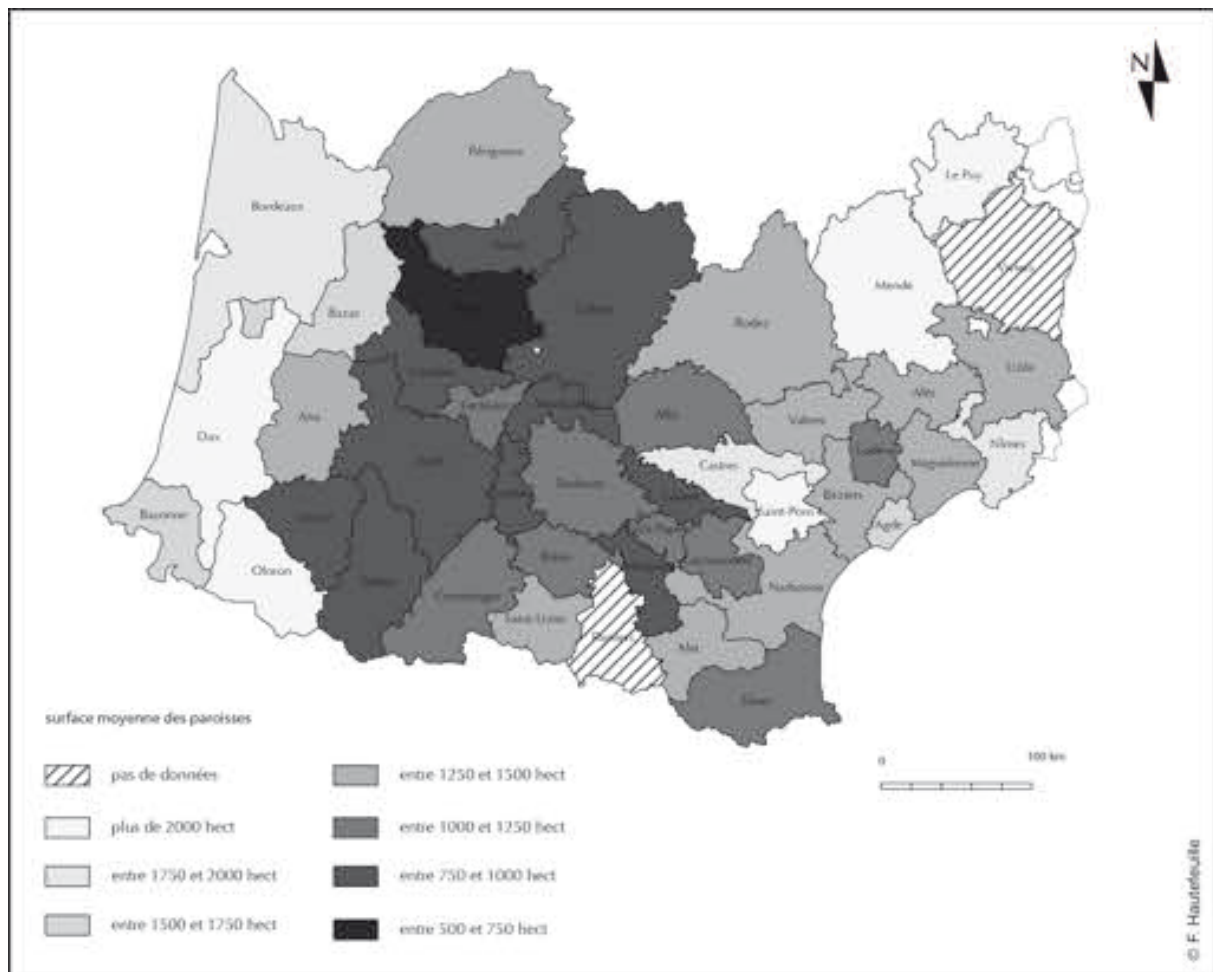 N
Périgueux
Le Puy
Bordeaux
Viviers
Mende
Bazas
Rodez
Uzès
Aire
Albi
Vabres
Nîmes
Dax
Castres
Maguelonne
Toulouse
Béziers
Saint-Pons
Agde
Bayonne
Oloron
Rieux
Narbonne
Comminges
Saint-Lizier
Alet
Elne
surface moyenne des paroisses
pas de données
plus de 2000 hect
entre 1750 et 2000 hect
entre 1500 et 1750 hect
entre 1250 et 1500 hect
entre 1000 et 1250 hect
entre 750 et 1000 hect
entre 500 et 750 hect
0 100 km
© F. Hautefeuille